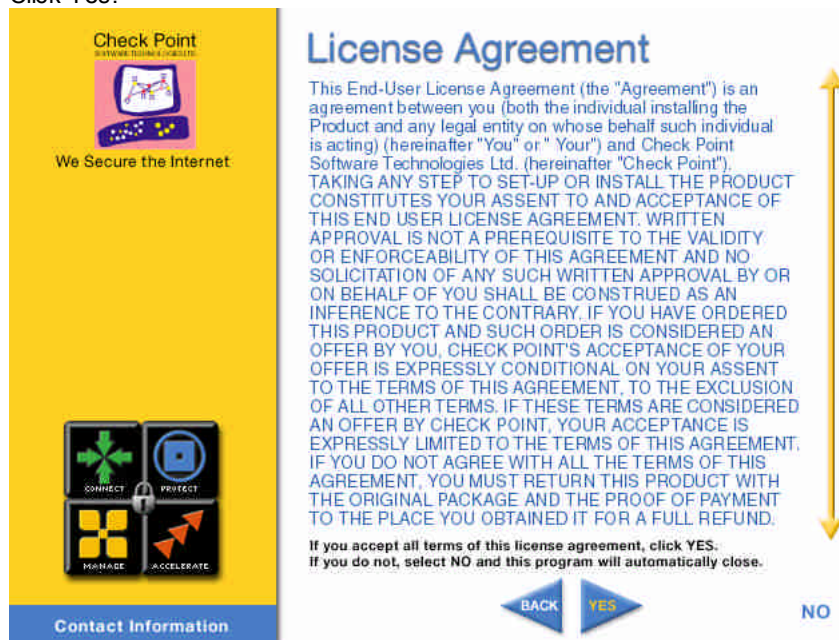 Click Yes.
Check Point
SOFTWARE TECHNOLOGIES LTD.
We Secure the Internet
CONNECT
PROTECT
MANAGE
ACCELERATE
Contact Information
License Agreement
This End-User License Agreement (the "Agreement") is an
agreement between you (both the individual installing the
Product and any legal entity on whose behalf such individual
is acting) (hereinafter "You" or " Your") and Check Point
Software Technologies Ltd. (hereinafter "Check Point").
TAKING ANY STEP TO SET-UP OR INSTALL THE PRODUCT
CONSTITUTES YOUR ASSENT TO AND ACCEPTANCE OF
THIS END USER LICENSE AGREEMENT. WRITTEN
APPROVAL IS NOT A PREREQUISITE TO THE VALIDITY
OR ENFORCEABILITY OF THIS AGREEMENT AND NO
SOLICITATION OF ANY SUCH WRITTEN APPROVAL BY OR
ON BEHALF OF YOU SHALL BE CONSTRUED AS AN
INFERENCE TO THE CONTRARY. IF YOU HAVE ORDERED
THIS PRODUCT AND SUCH ORDER IS CONSIDERED AN
OFFER BY YOU, CHECK POINT'S ACCEPTANCE OF YOUR
OFFER IS EXPRESSLY CONDITIONAL ON YOUR ASSENT
TO THE TERMS OF THIS AGREEMENT, TO THE EXCLUSION
OF ALL OTHER TERMS. IF THESE TERMS ARE CONSIDERED
AN OFFER BY CHECK POINT, YOUR ACCEPTANCE IS
EXPRESSLY LIMITED TO THE TERMS OF THIS AGREEMENT.
IF YOU DO NOT AGREE WITH ALL THE TERMS OF THIS
AGREEMENT, YOU MUST RETURN THIS PRODUCT WITH
THE ORIGINAL PACKAGE AND THE PROOF OF PAYMENT
TO THE PLACE YOU OBTAINED IT FOR A FULL REFUND.
If you accept all terms of this license agreement, click YES.
If you do not, select NO and this program will automatically close.
BACK
YES
NO